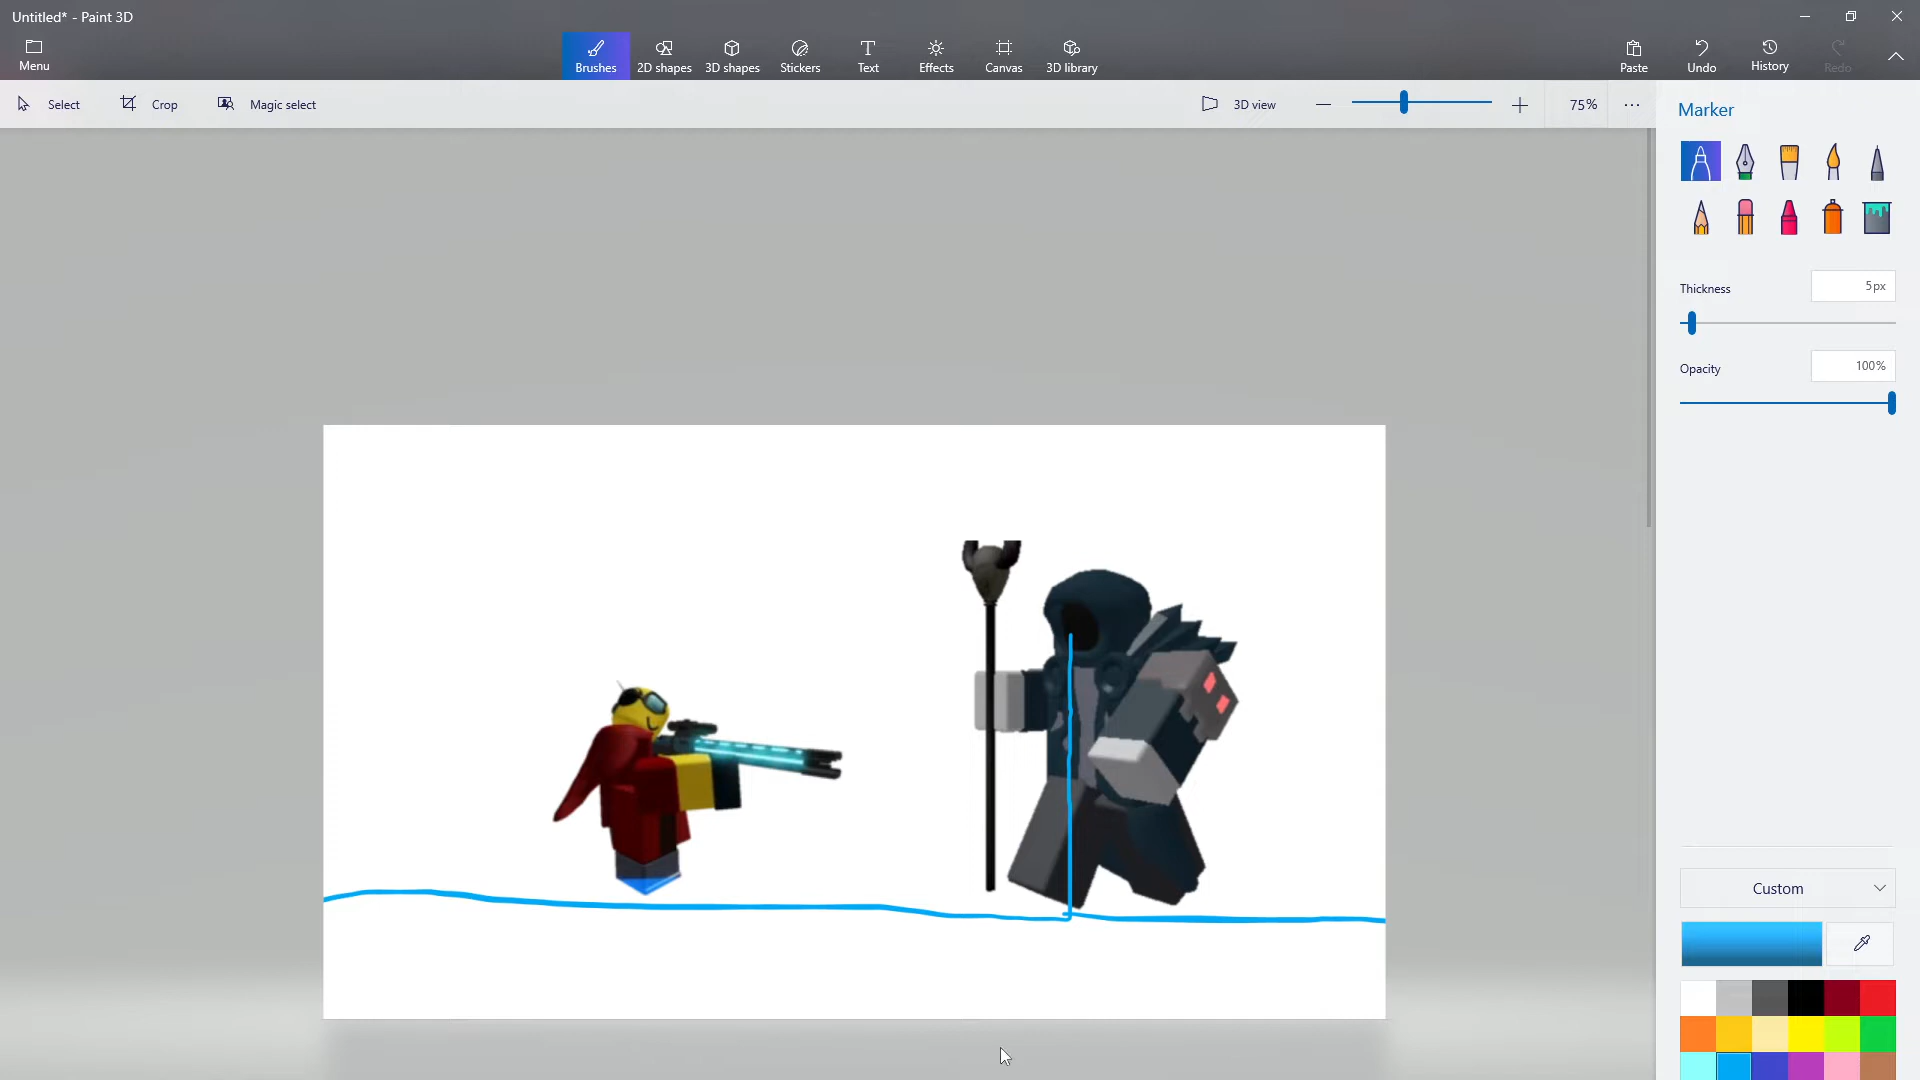 Untitled* - Paint 3D
Menu
Brushes 2D shapes 3D shapes Stickers Text Effects Canvas 3D library
Paste Undo History Redo
Select Crop Magic select
3D view 75%
Marker
Thickness 5px
Opacity 100%
Custom